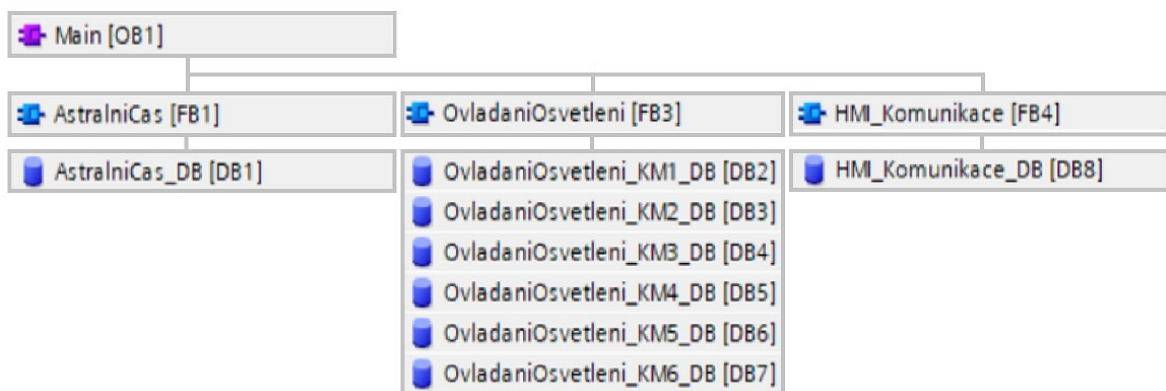 Main [OB1]
AstralniCas [FB1]
OvladaniOsvetleni [FB3]
HMI_Komunikace [FB4]
AstralniCas_DB [DB1]
OvladaniOsvetleni_KM1_DB [DB2]
HMI_Komunikace_DB [DB8]
OvladaniOsvetleni_KM2_DB [DB3]
OvladaniOsvetleni_KM3_DB [DB4]
OvladaniOsvetleni_KM4_DB [DB5]
OvladaniOsvetleni_KM5_DB [DB6]
OvladaniOsvetleni_KM6_DB [DB7]